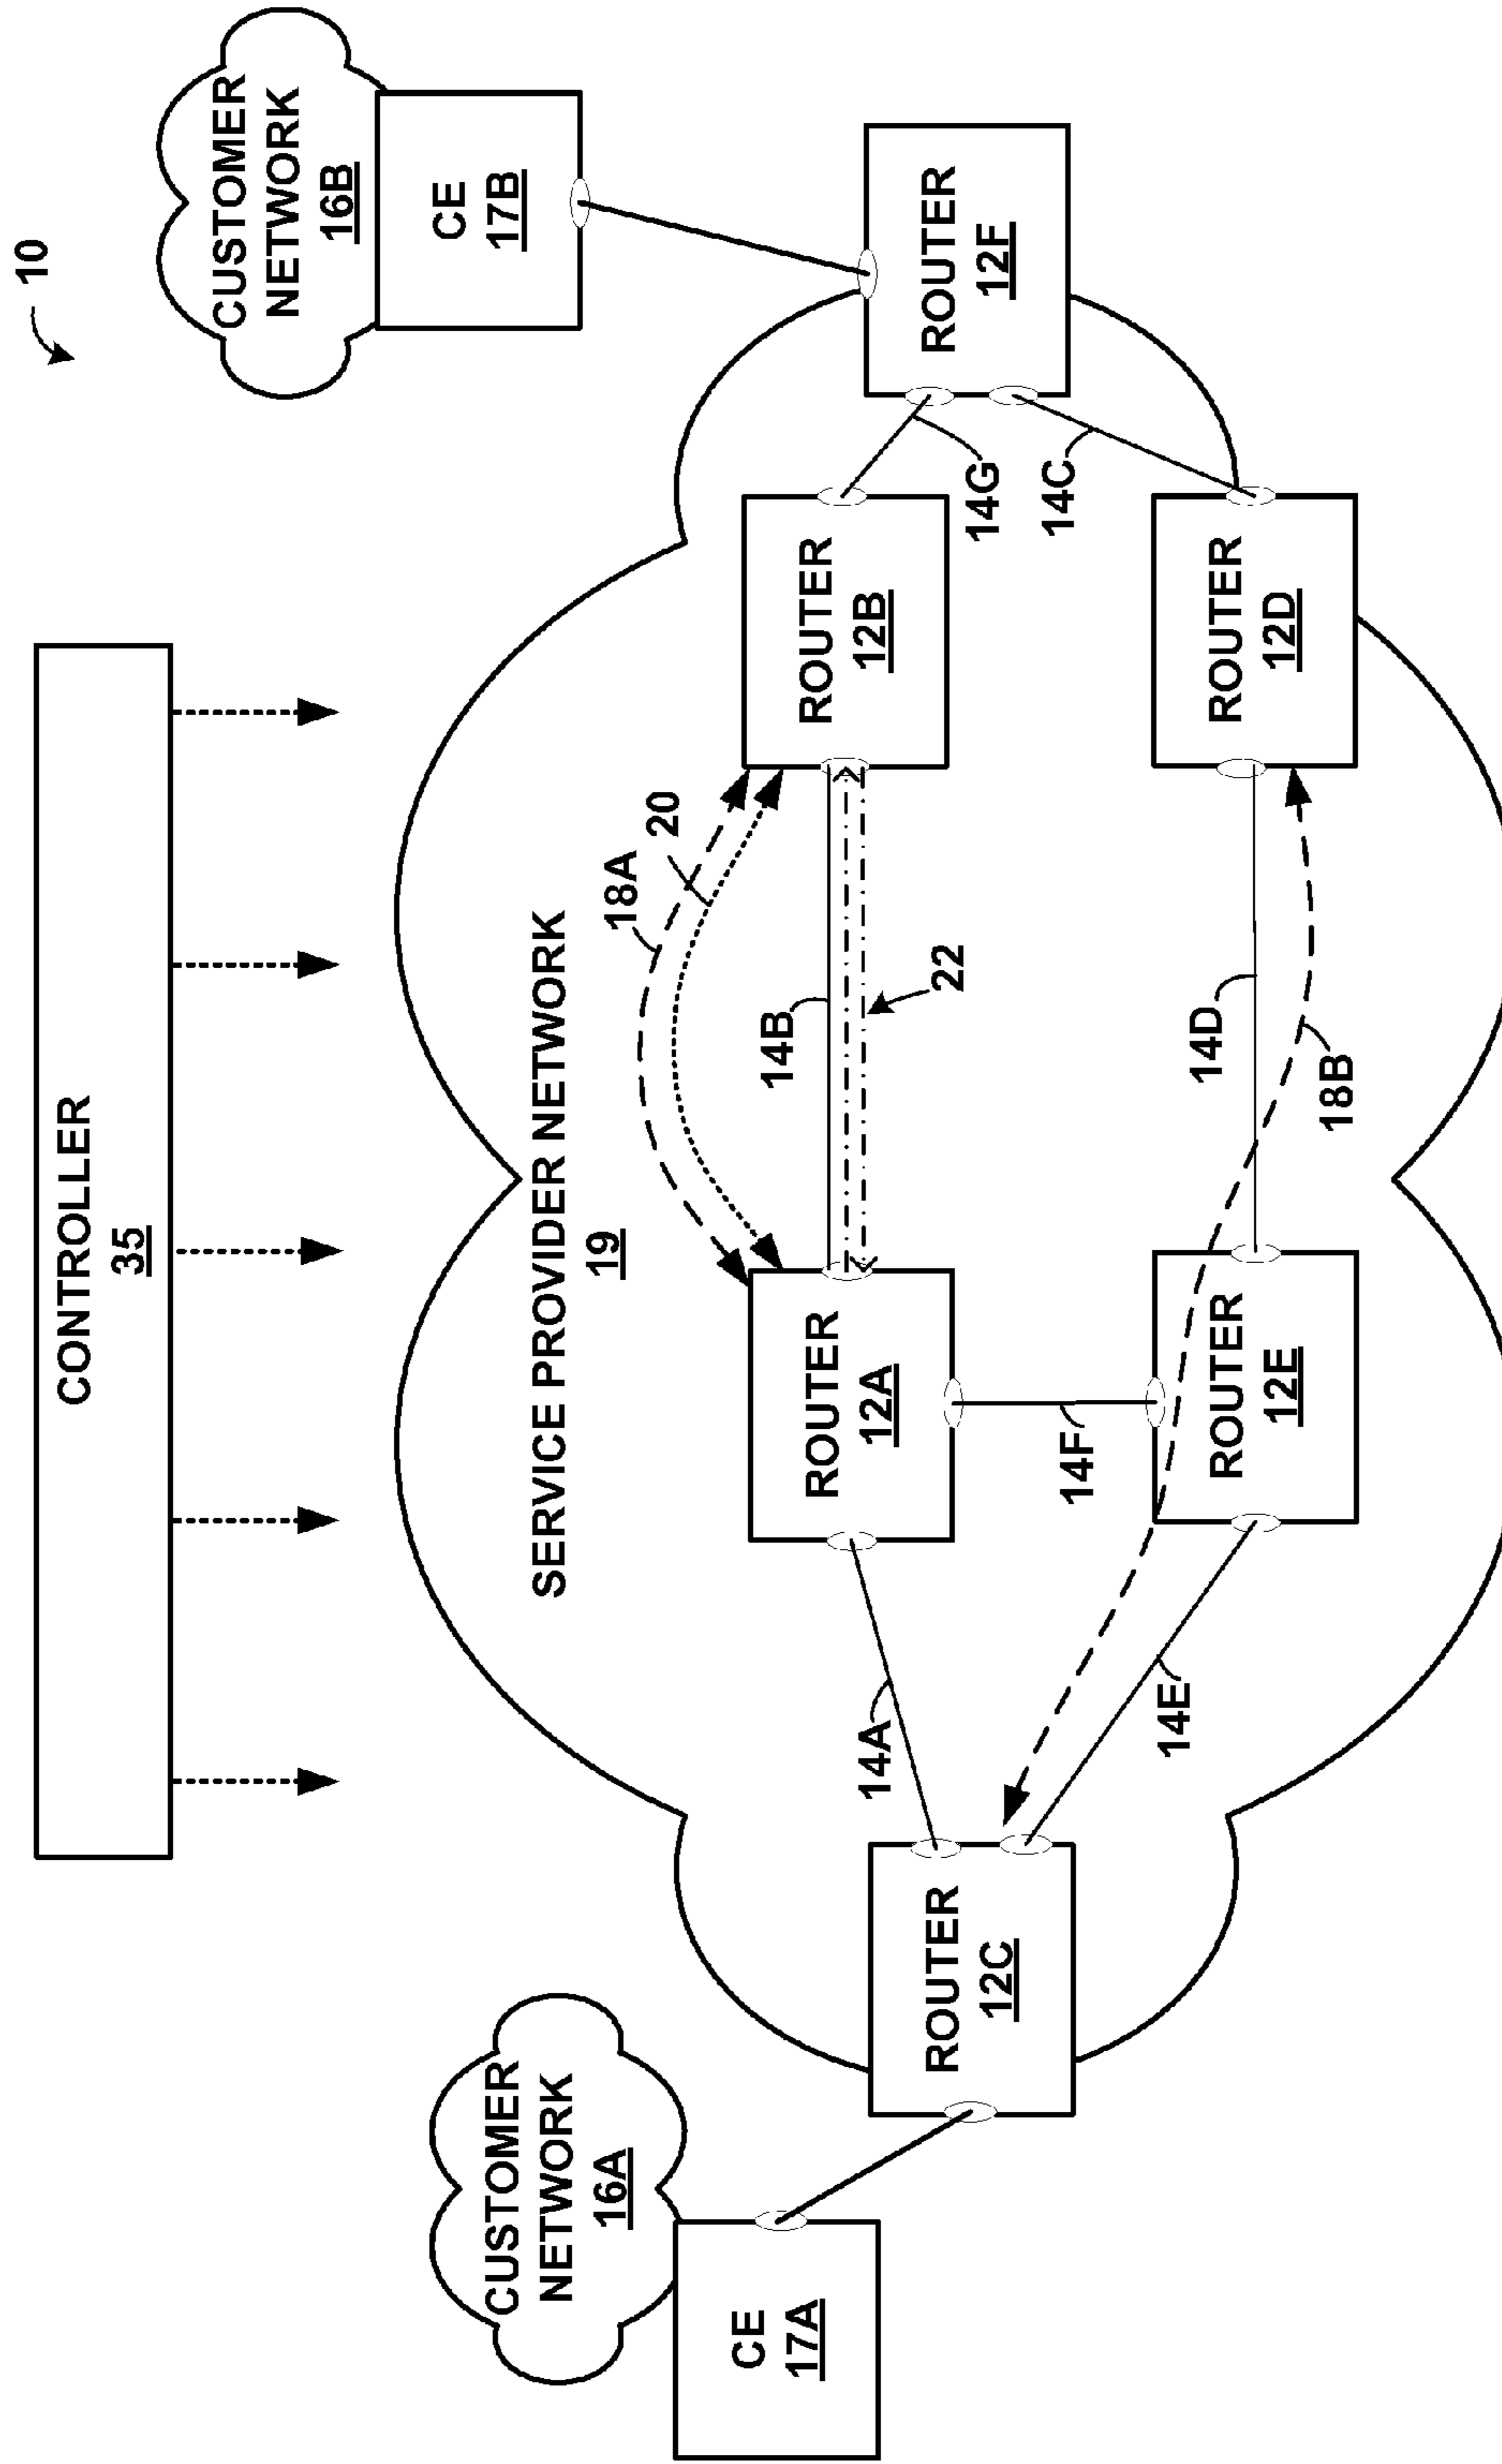 10
CONTROLLER
35
CUSTOMER
NETWORK
16B
CE
17B
SERVICE PROVIDER NETWORK
19
CUSTOMER
NETWORK
16A
CE
17A
18A
20
ROUTER
12A
14B
22
ROUTER
12B
14G
ROUTER
12F
14A
ROUTER
12C
14F
14C
14E
ROUTER
12E
14D
18B
ROUTER
12D